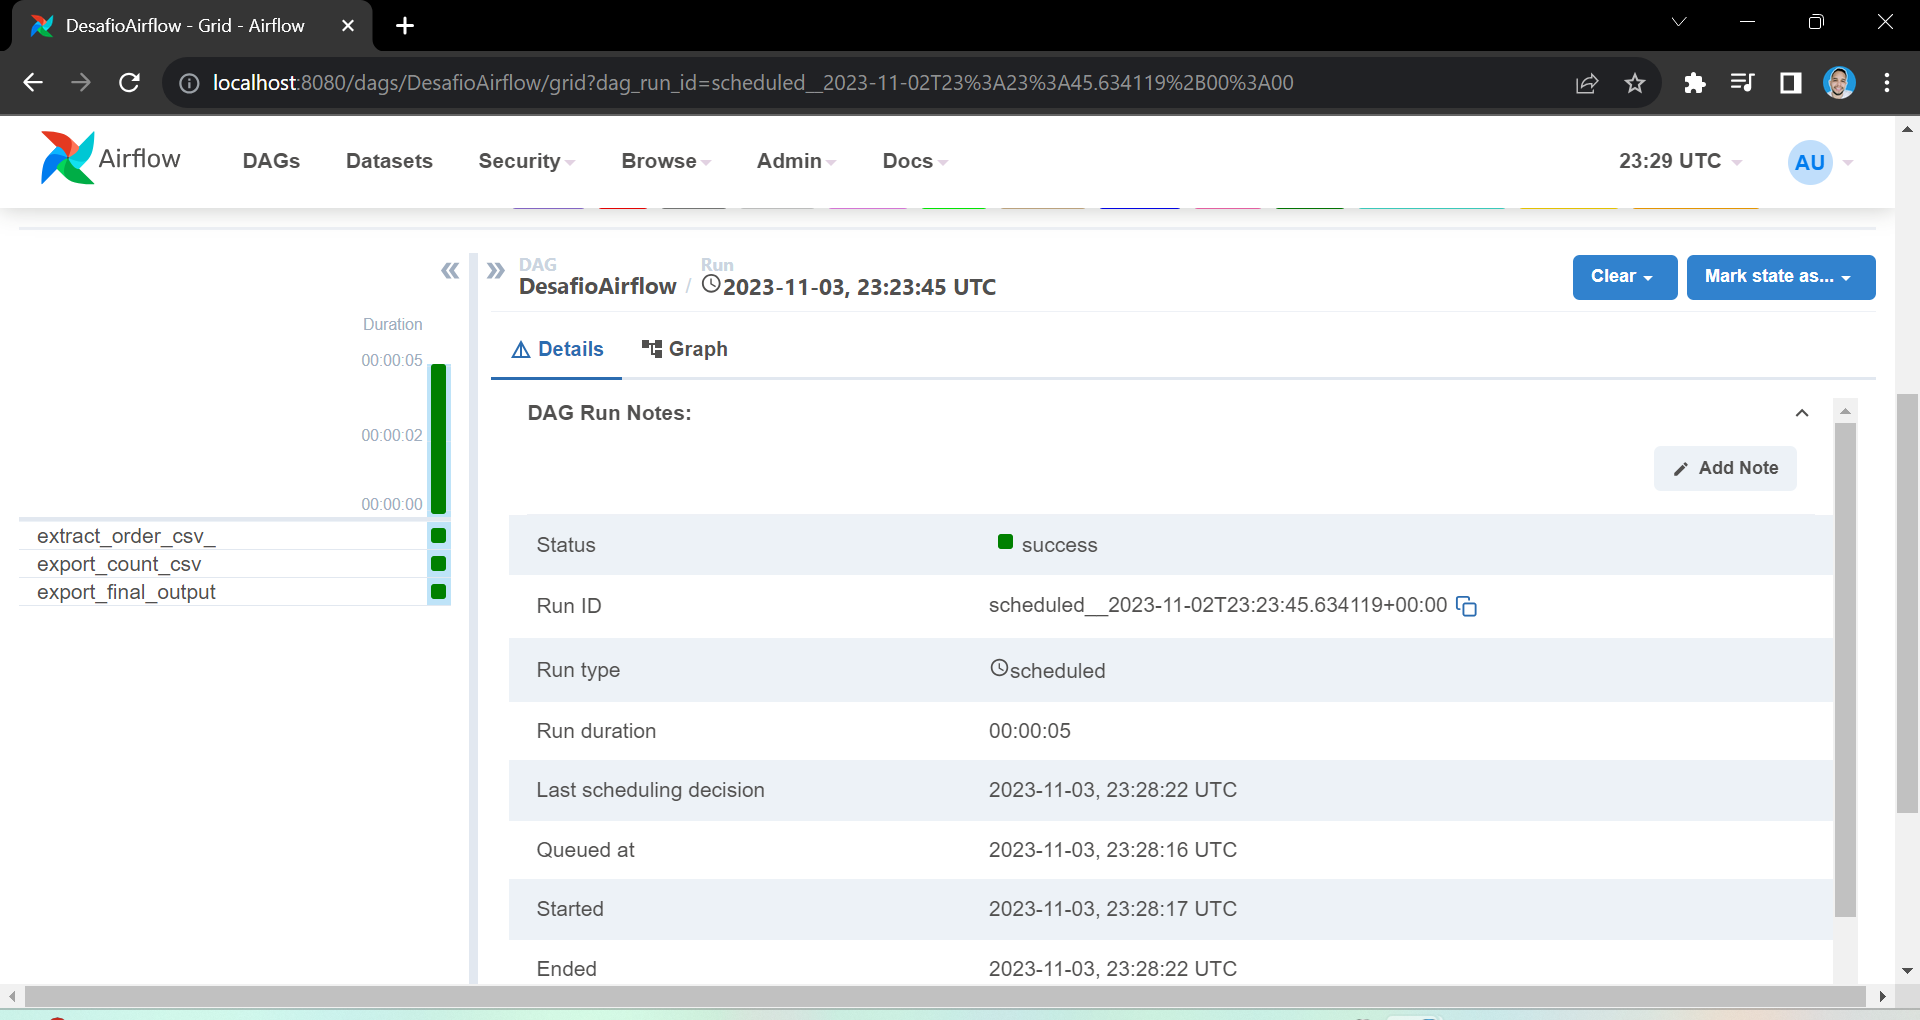 DesafioAirflow - Grid - Airflow
localhost:8080/dags/DesafioAirflow/grid?dag_run_id=scheduled__2023-11-02T23%3A23%3A45.634119%2B00%3A00
Airflow DAGs Datasets Security Browse Admin Docs 23:29 UTC AU
DAG Run
DesafioAirflow / 2023-11-03, 23:23:45 UTC
Clear Mark state as...
Duration
00:00:05
00:00:02
00:00:00
extract_order_csv_
export_count_csv
export_final_output
Details Graph
DAG Run Notes:
Add Note
Status success
Run ID scheduled__2023-11-02T23:23:45.634119+00:00
Run type scheduled
Run duration 00:00:05
Last scheduling decision 2023-11-03, 23:28:22 UTC
Queued at 2023-11-03, 23:28:16 UTC
Started 2023-11-03, 23:28:17 UTC
Ended 2023-11-03, 23:28:22 UTC